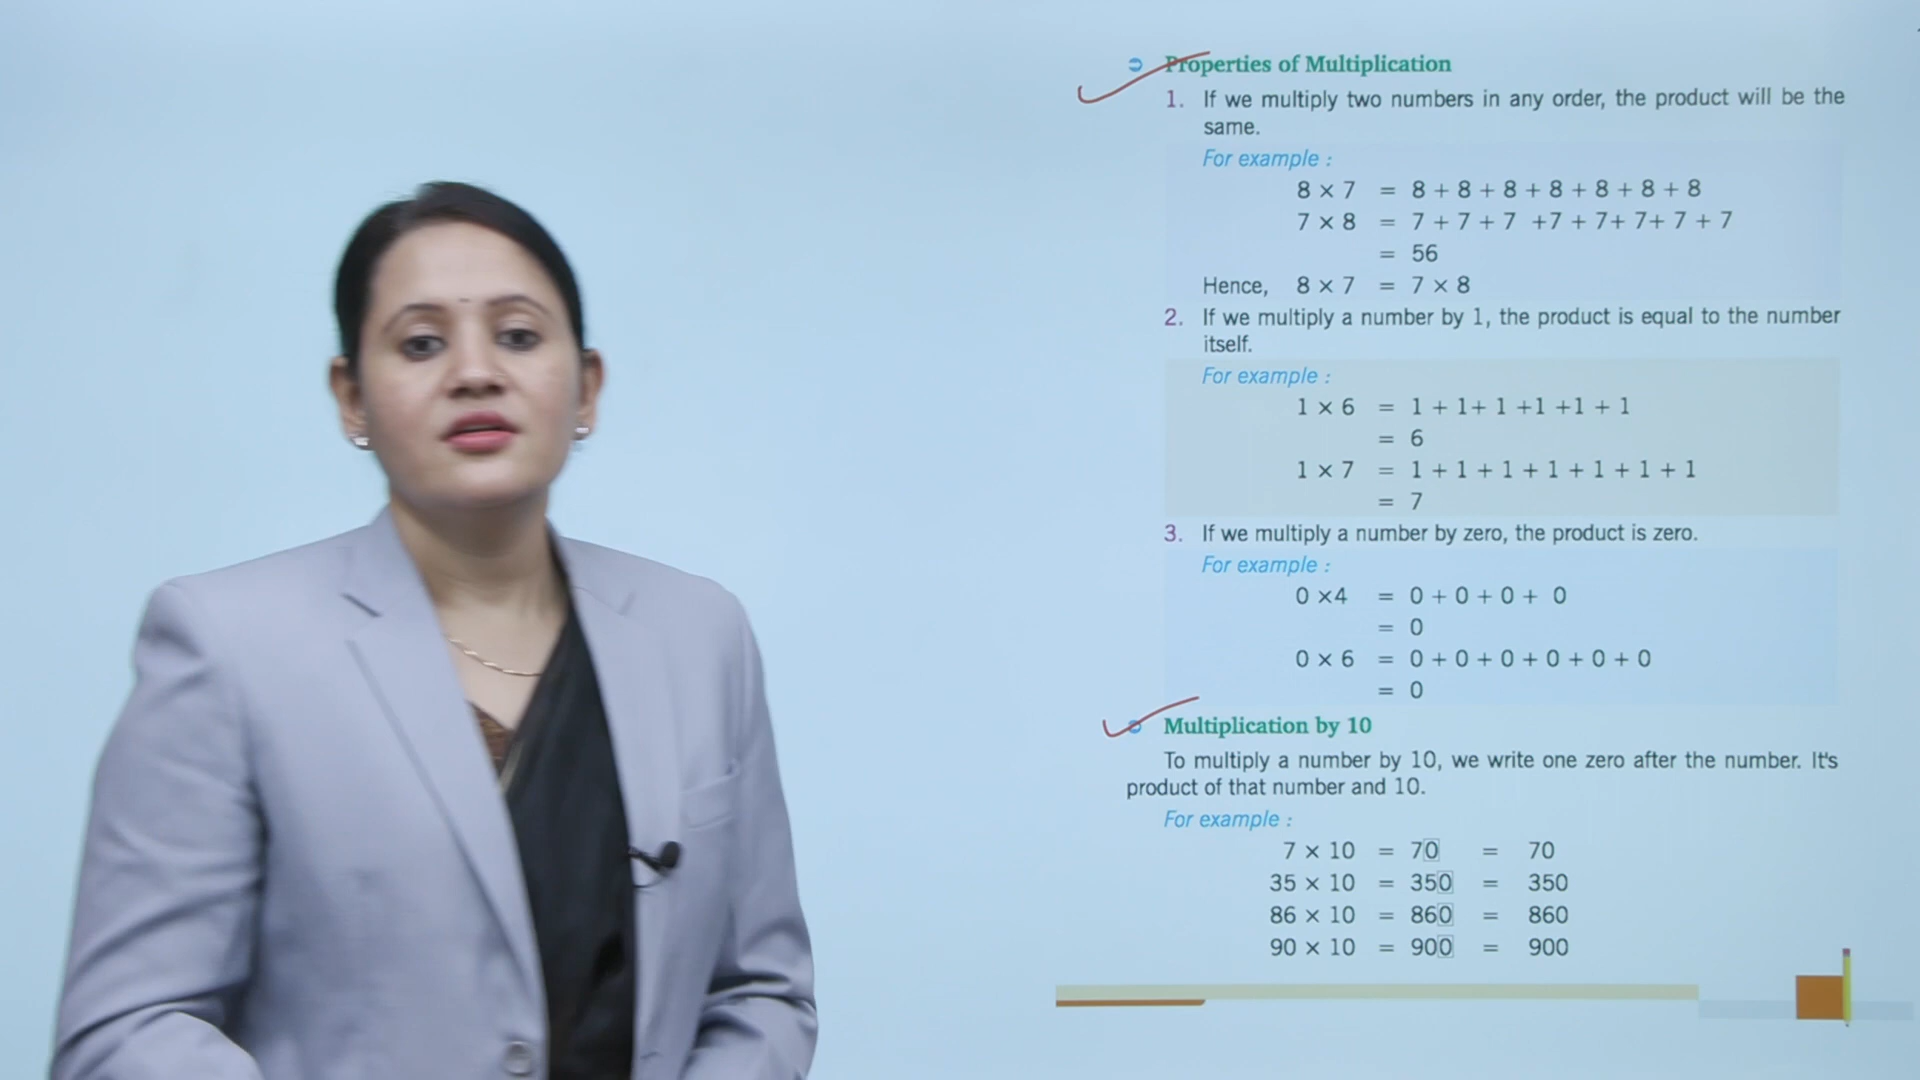 Properties of Multiplication
1. If we multiply two numbers in any order, the product will be the
same.
For example :
8 × 7 = 8 + 8 + 8 + 8 + 8 + 8 + 8
7 × 8 = 7 + 7 + 7 +7 + 7+ 7+ 7 + 7
= 56
Hence, 8 × 7 = 7 × 8
2. If we multiply a number by 1, the product is equal to the number
itself.
For example :
1 × 6 = 1 + 1+ 1 +1 +1 + 1
= 6
1 × 7 = 1 + 1 + 1 + 1 + 1 + 1 + 1
= 7
3. If we multiply a number by zero, the product is zero.
For example :
0 ×4 = 0 + 0 + 0 + 0
= 0
0 × 6 = 0 + 0 + 0 + 0 + 0 + 0
= 0
Multiplication by 10
To multiply a number by 10, we write one zero after the number. It's
product of that number and 10.
For example :
7 × 10 = 70 = 70
35 × 10 = 350 = 350
86 × 10 = 860 = 860
90 × 10 = 900 = 900